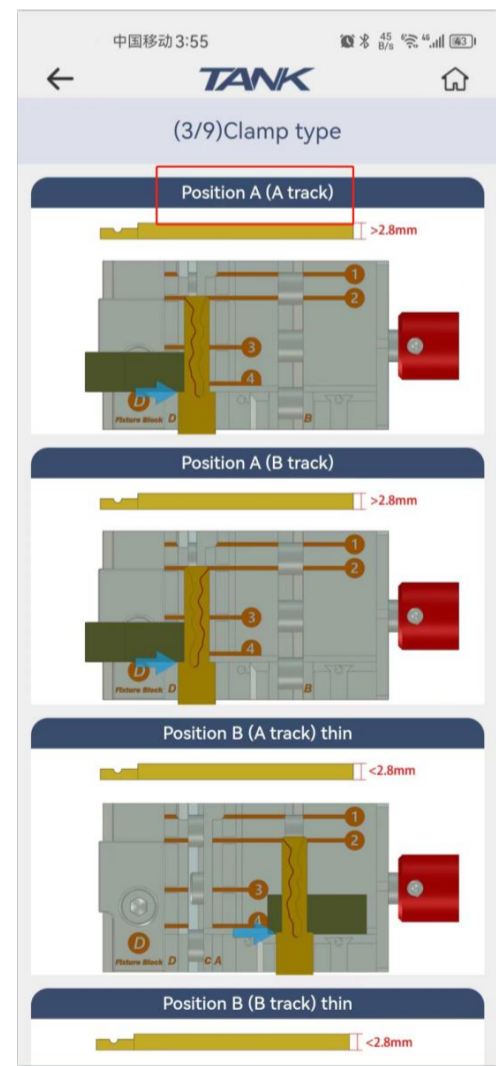 中国移动 3:55
45 B/s 46 43
TANK
(3/9)Clamp type
Position A (A track)
>2.8mm
1
2
3
4
D
Fixture Block D B
Position A (B track)
>2.8mm
1
2
3
4
D
Fixture Block D B
Position B (A track) thin
<2.8mm
1
2
3
4
D
Fixture Block D C A
Position B (B track) thin
<2.8mm